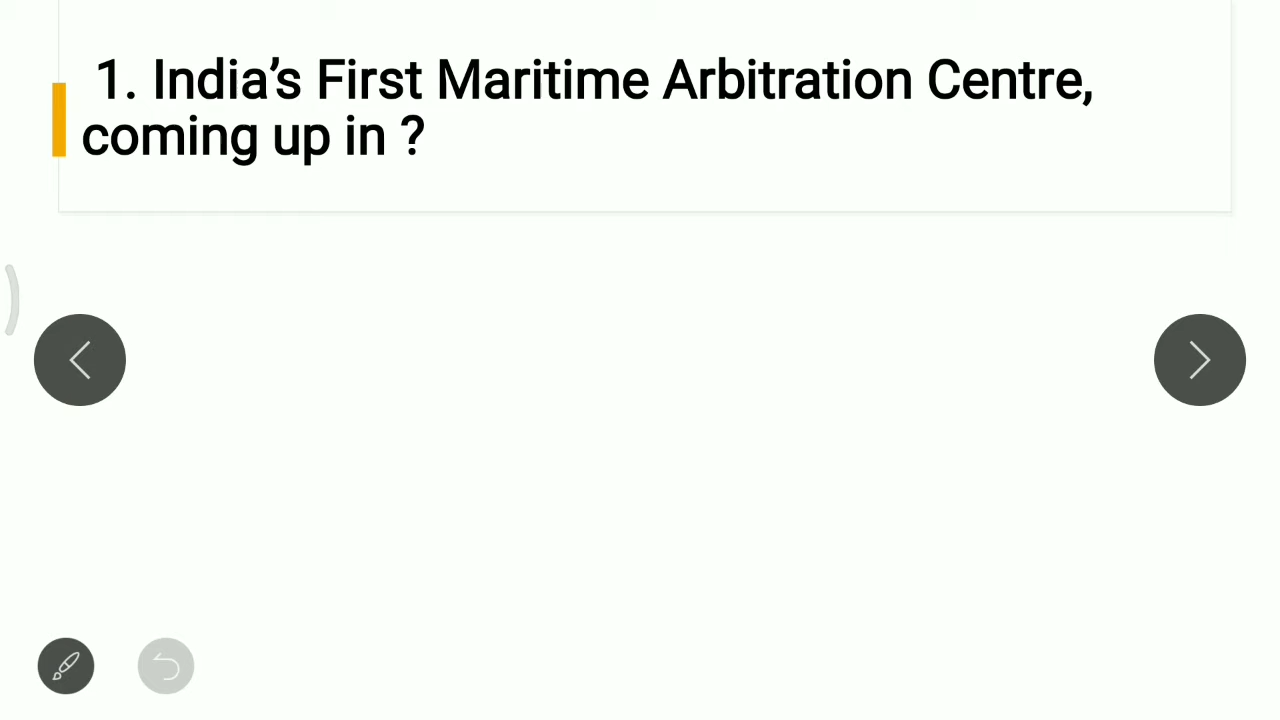 1. India’s First Maritime Arbitration Centre,
coming up in ?